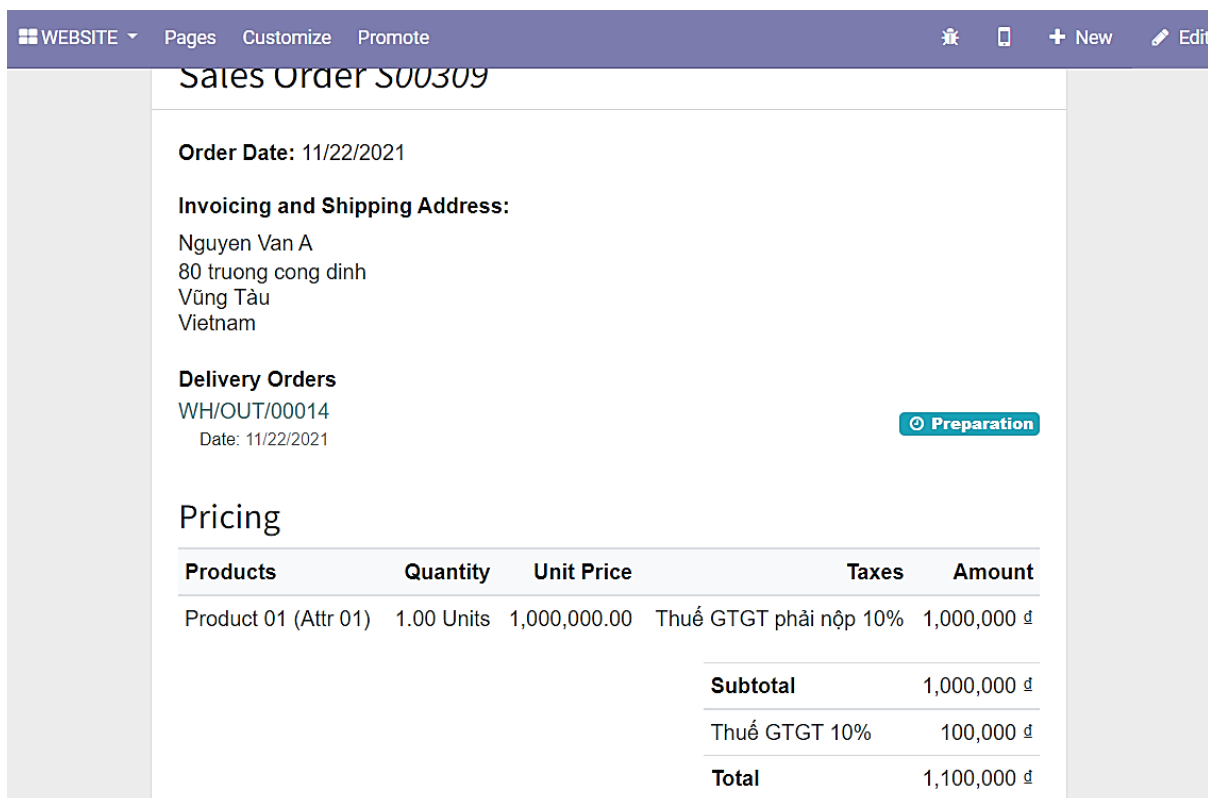 WEBSITE Pages Customize Promote New Edit
Sales Order S00309
Order Date: 11/22/2021
Invoicing and Shipping Address:
Nguyen Van A
80 truong cong dinh
Vũng Tàu
Vietnam
Delivery Orders
WH/OUT/00014
Preparation
Date: 11/22/2021
Pricing
Products Quantity Unit Price Taxes Amount
Product 01 (Attr 01) 1.00 Units 1,000,000.00 Thuế GTGT phải nộp 10% 1,000,000 ₫
Subtotal 1,000,000 ₫
Thuế GTGT 10% 100,000 ₫
Total 1,100,000 ₫